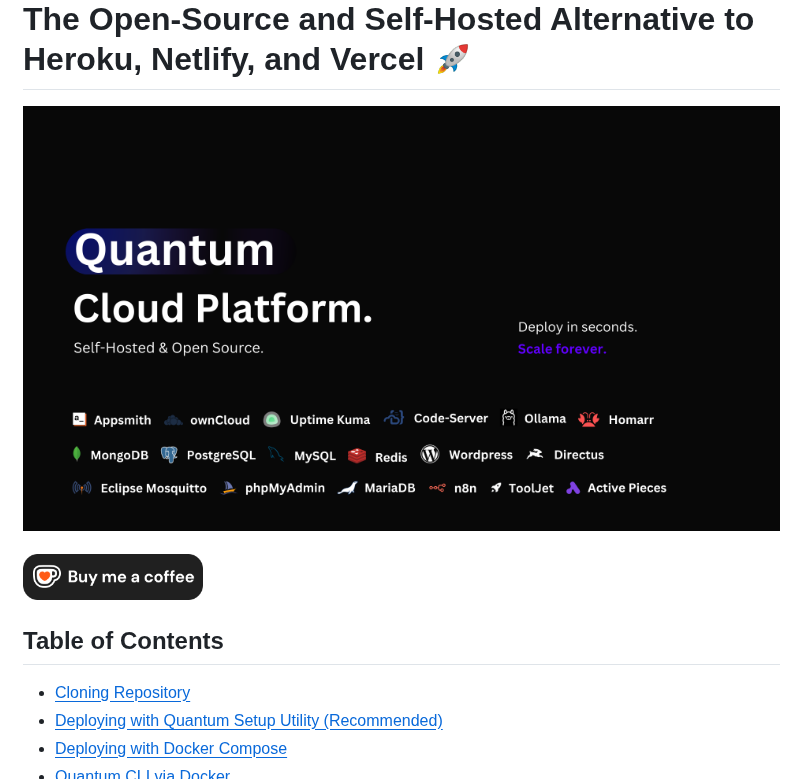 The Open-Source and Self-Hosted Alternative to
Heroku, Netlify, and Vercel 🚀
Quantum
Cloud Platform.
Self-Hosted & Open Source.
Deploy in seconds.
Scale forever.
Appsmith ownCloud Uptime Kuma Code-Server Ollama Homarr
MongoDB PostgreSQL MySQL Redis Wordpress Directus
Eclipse Mosquitto phpMyAdmin MariaDB n8n ToolJet Active Pieces
Buy me a coffee
Table of Contents
Cloning Repository
Deploying with Quantum Setup Utility (Recommended)
Deploying with Docker Compose
Quantum CLI via Docker